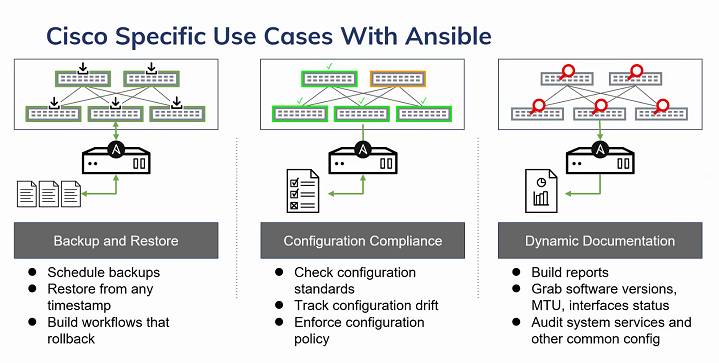 Cisco Specific Use Cases With Ansible
A
A
A
Backup and Restore
Configuration Compliance
Dynamic Documentation
Schedule backups
Restore from any
timestamp
Build workflows that
rollback
Check configuration
standards
Track configuration drift
Enforce configuration
policy
Build reports
Grab software versions,
MTU, interfaces status
Audit system services and
other common config